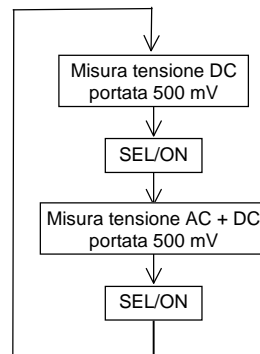 Misura tensione DC
portata 500 mV
SEL/ON
Misura tensione AC + DC
portata 500 mV
SEL/ON